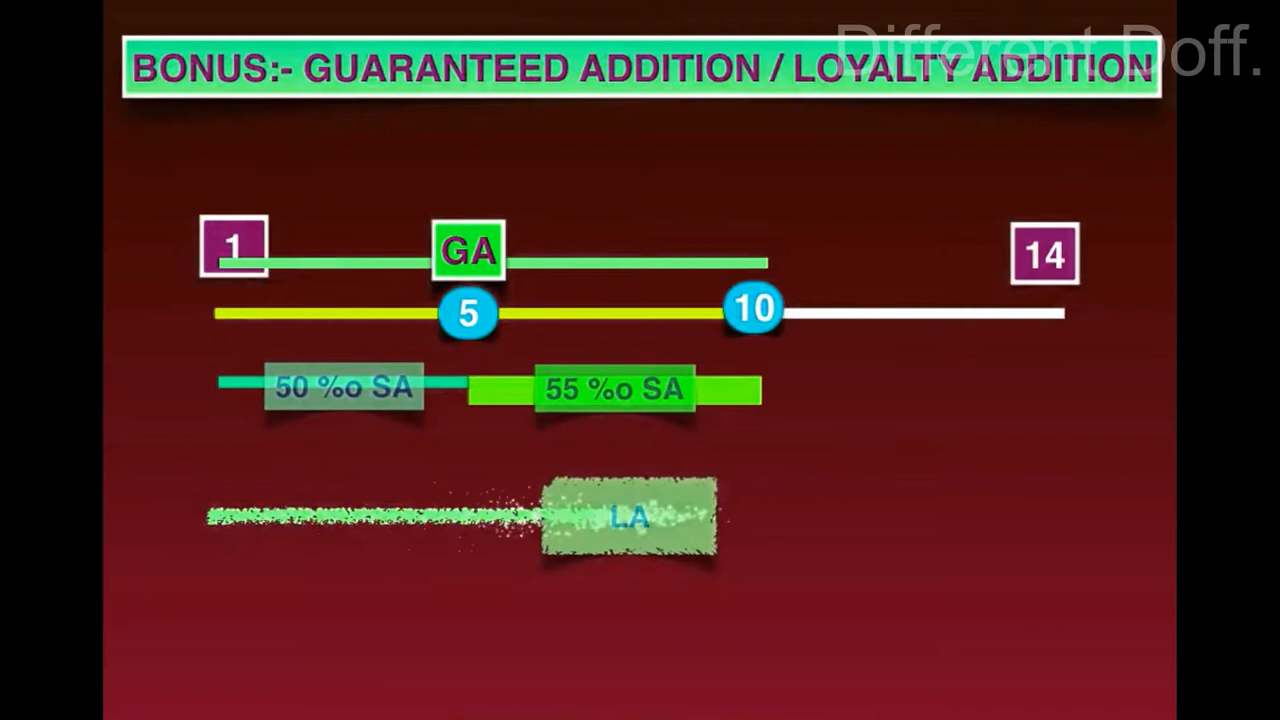 Different Doff.
BONUS:- GUARANTEED ADDITION / LOYALTY ADDITION
1
GA
14
5
10
50 %o SA
55 %o SA
LA